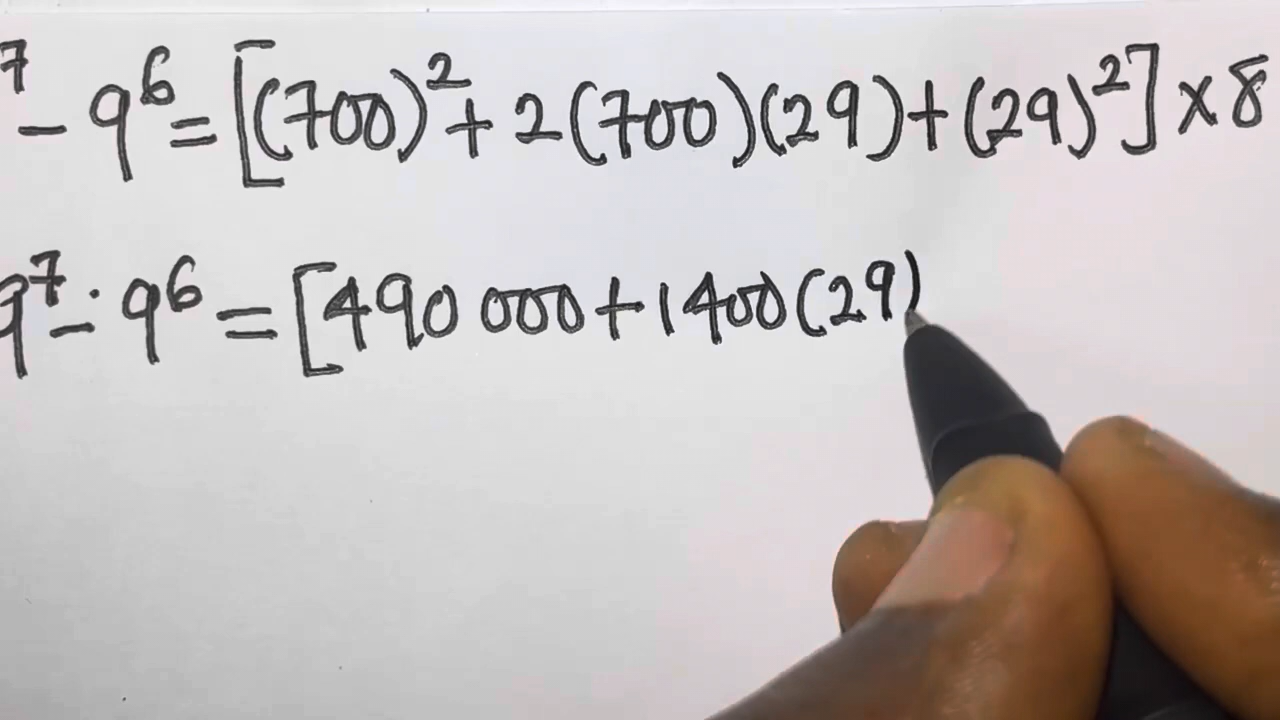 7 - 9^6 = [(700)^2 + 2(700)(29) + (29)^2] × 8
9^7 - 9^6 = [490 000 + 1400(29)